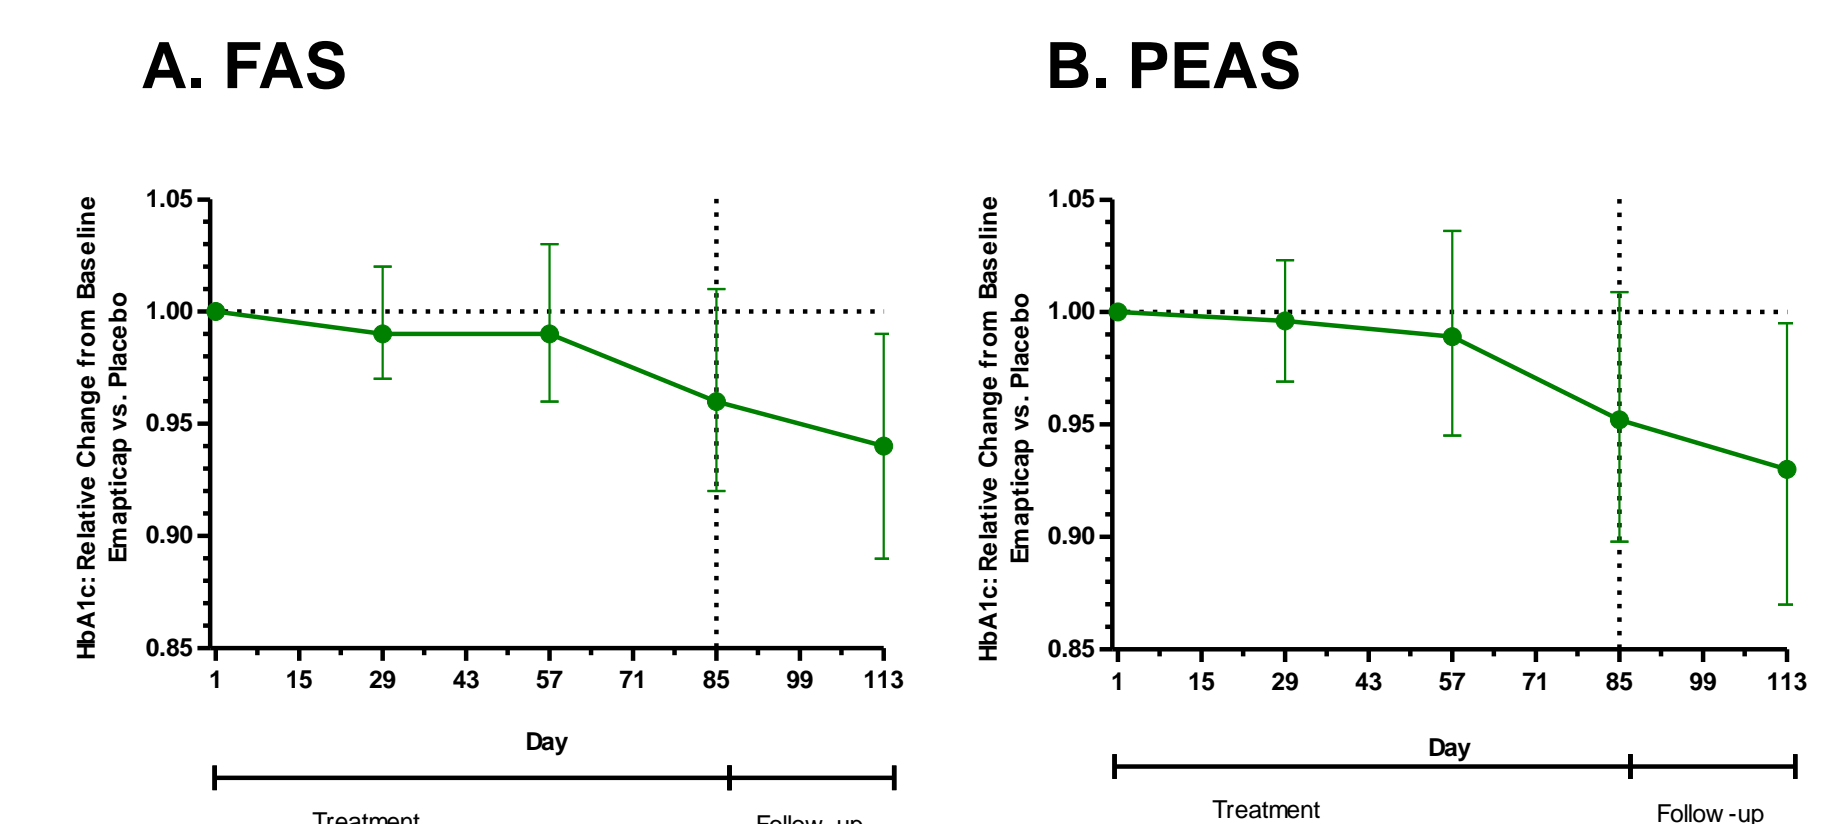 A. FAS
HbA1c: Relative Change from Baseline
Emapticap vs. Placebo
1.05
1.00
0.95
0.90
0.85
1 15 29 43 57 71 85 99 113
Day
Treatment
Follow-up
B. PEAS
HbA1c: Relative Change from Baseline
Emapticap vs. Placebo
1.05
1.00
0.95
0.90
0.85
1 15 29 43 57 71 85 99 113
Day
Treatment
Follow-up